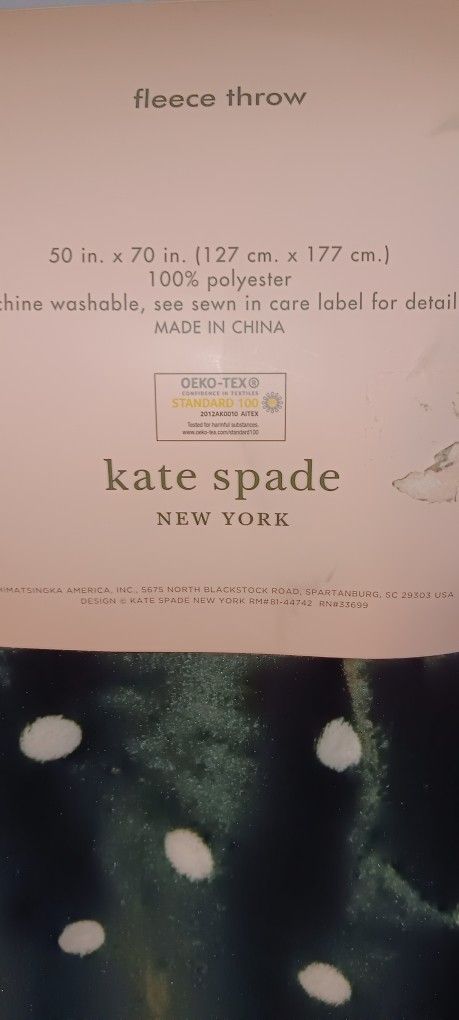 fleece throw
50 in. x 70 in. (127 cm. x 177 cm.)
100% polyester
chine washable, see sewn in care label for detail
MADE IN CHINA
OEKO-TEX®
CONFIDENCE IN TEXTILES
STANDARD 100
2012AK0010 AITEX
Tested for harmful substances.
www.oeko-tex.com/standard100
kate spade
NEW YORK
HIMATSINGKA AMERICA, INC., 5675 NORTH BLACKSTOCK ROAD, SPARTANBURG, SC 29303 USA
DESIGN © KATE SPADE NEW YORK RM#81-44742 RN#33699